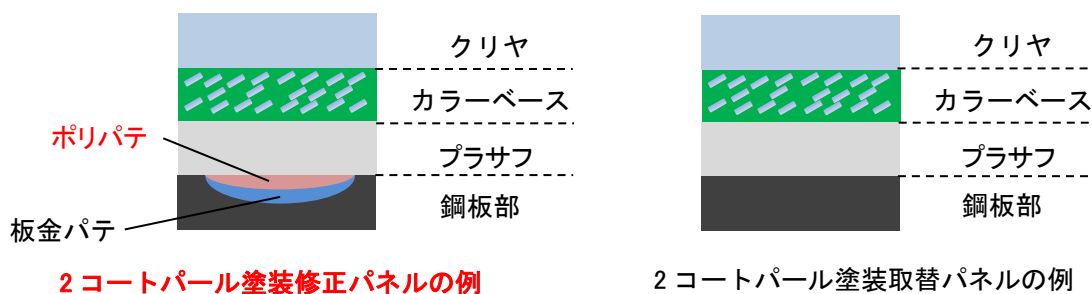 クリヤ
カラーベース
ポリパテ
プラサフ
鋼板部
板金パテ
2コートパール塗装修正パネルの例
クリヤ
カラーベース
プラサフ
鋼板部
2コートパール塗装取替パネルの例